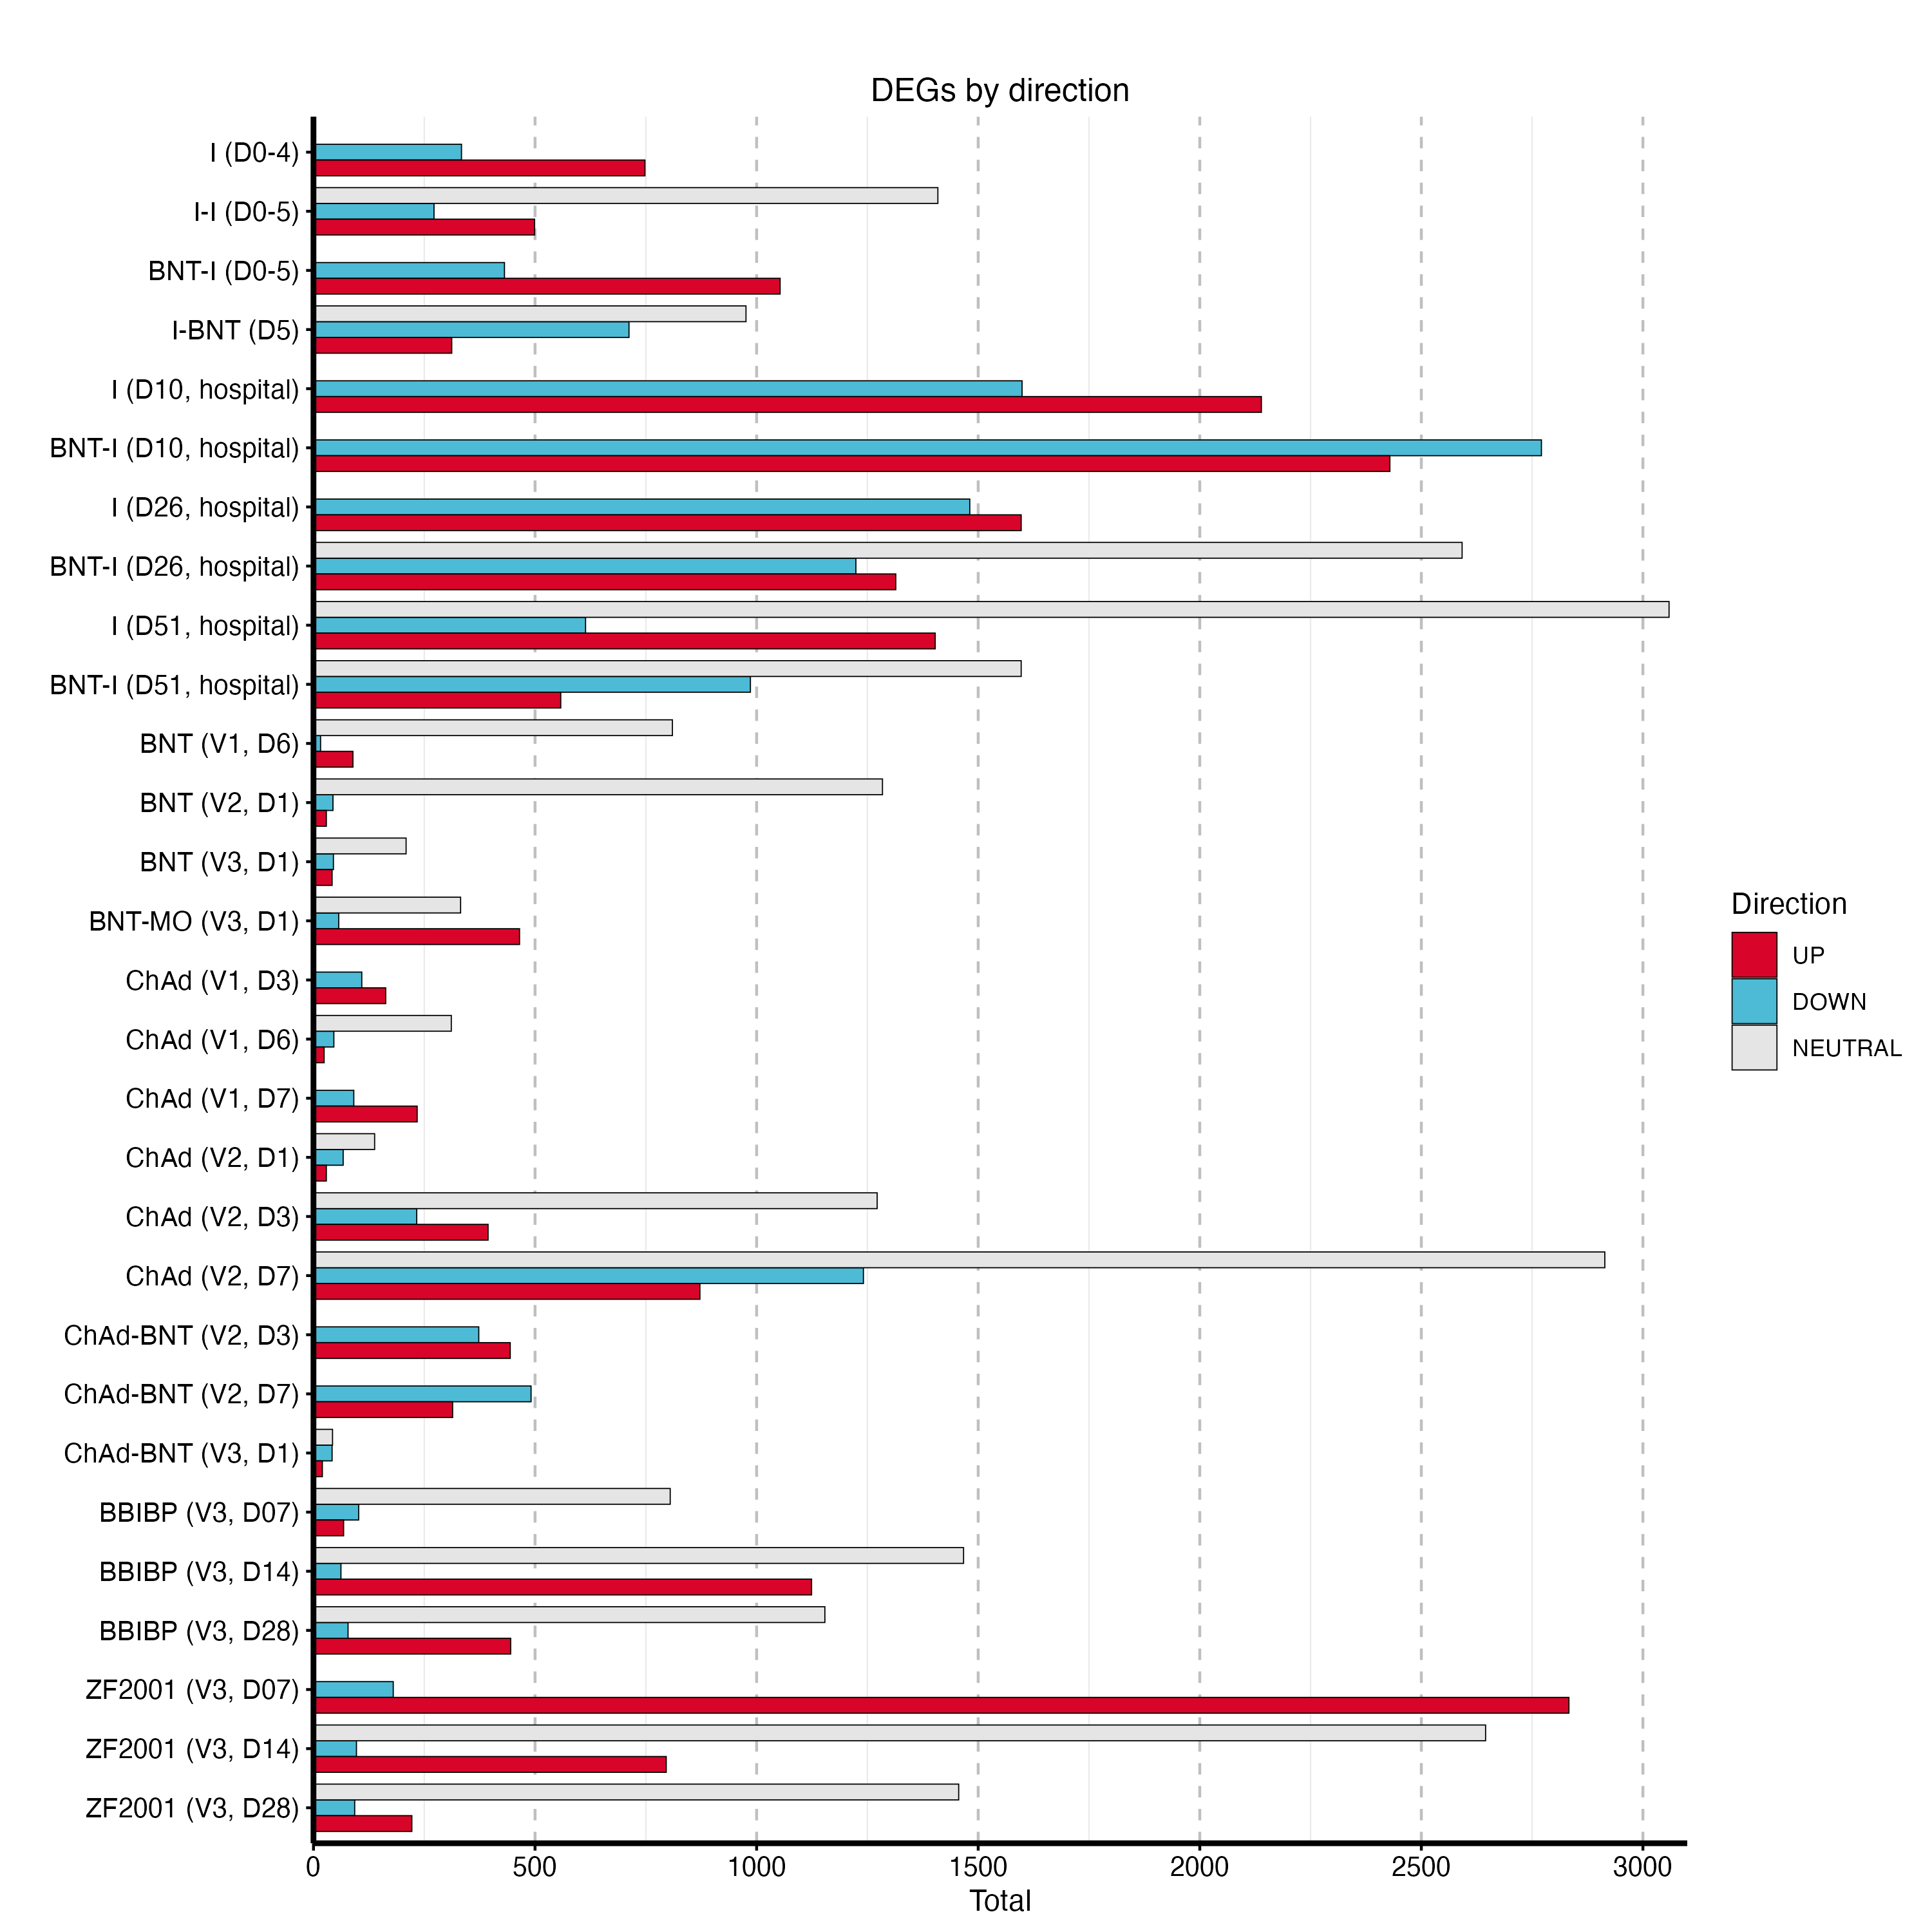 DEGs by direction
I (D0-4)
I-I (D0-5)
BNT-I (D0-5)
I-BNT (D5)
I (D10, hospital)
BNT-I (D10, hospital)
I (D26, hospital)
BNT-I (D26, hospital)
I (D51, hospital)
BNT-I (D51, hospital)
BNT (V1, D6)
BNT (V2, D1)
BNT (V3, D1)
BNT-MO (V3, D1)
ChAd (V1, D3)
ChAd (V1, D6)
ChAd (V1, D7)
ChAd (V2, D1)
ChAd (V2, D3)
ChAd (V2, D7)
ChAd-BNT (V2, D3)
ChAd-BNT (V2, D7)
ChAd-BNT (V3, D1)
BBIBP (V3, D07)
BBIBP (V3, D14)
BBIBP (V3, D28)
ZF2001 (V3, D07)
ZF2001 (V3, D14)
ZF2001 (V3, D28)
0 500 1000 1500 2000 2500 3000
Total
Direction
UP
DOWN
NEUTRAL